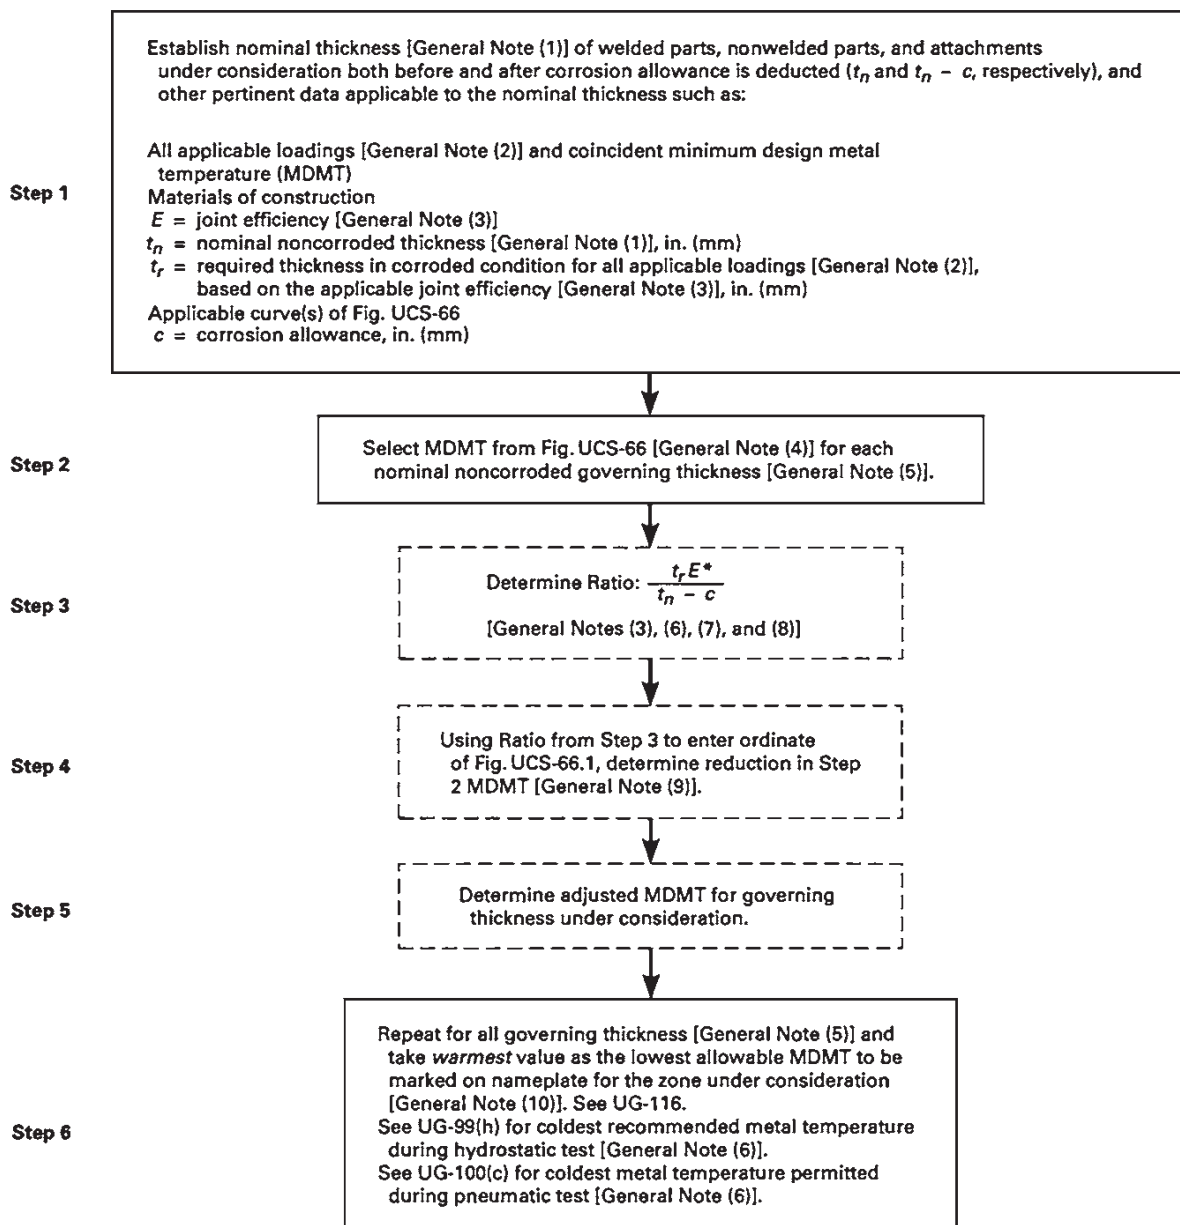 Establish nominal thickness [General Note (1)] of welded parts, nonwelded parts, and attachments
under consideration both before and after corrosion allowance is deducted (tn and tn − c, respectively), and
other pertinent data applicable to the nominal thickness such as:
All applicable loadings [General Note (2)] and coincident minimum design metal
temperature (MDMT)
Step 1
Materials of construction
E = joint efficiency [General Note (3)]
tn = nominal noncorroded thickness [General Note (1)], in. (mm)
tr = required thickness in corroded condition for all applicable loadings [General Note (2)],
based on the applicable joint efficiency [General Note (3)], in. (mm)
Applicable curve(s) of Fig. UCS-66
c = corrosion allowance, in. (mm)
Step 2
Select MDMT from Fig. UCS-66 [General Note (4)] for each
nominal noncorroded governing thickness [General Note (5)].
Step 3
Determine Ratio: trE* / tn − c
[General Notes (3), (6), (7), and (8)]
Step 4
Using Ratio from Step 3 to enter ordinate
of Fig. UCS-66.1, determine reduction in Step
2 MDMT [General Note (9)].
Step 5
Determine adjusted MDMT for governing
thickness under consideration.
Step 6
Repeat for all governing thickness [General Note (5)] and
take warmest value as the lowest allowable MDMT to be
marked on nameplate for the zone under consideration
[General Note (10)]. See UG-116.
See UG-99(h) for coldest recommended metal temperature
during hydrostatic test [General Note (6)].
See UG-100(c) for coldest metal temperature permitted
during pneumatic test [General Note (6)].